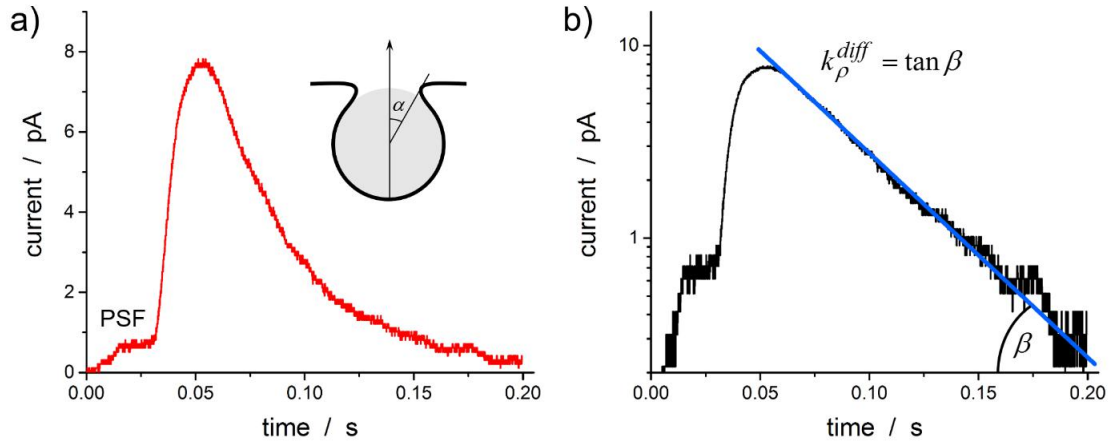 a)
8
6
4
2
0
current / pA
PSF
α
0.00 0.05 0.10 0.15 0.20
time / s
b)
10
1
current / pA
k_ρ^{diff} = tan β
β
0.00 0.05 0.10 0.15 0.20
time / s